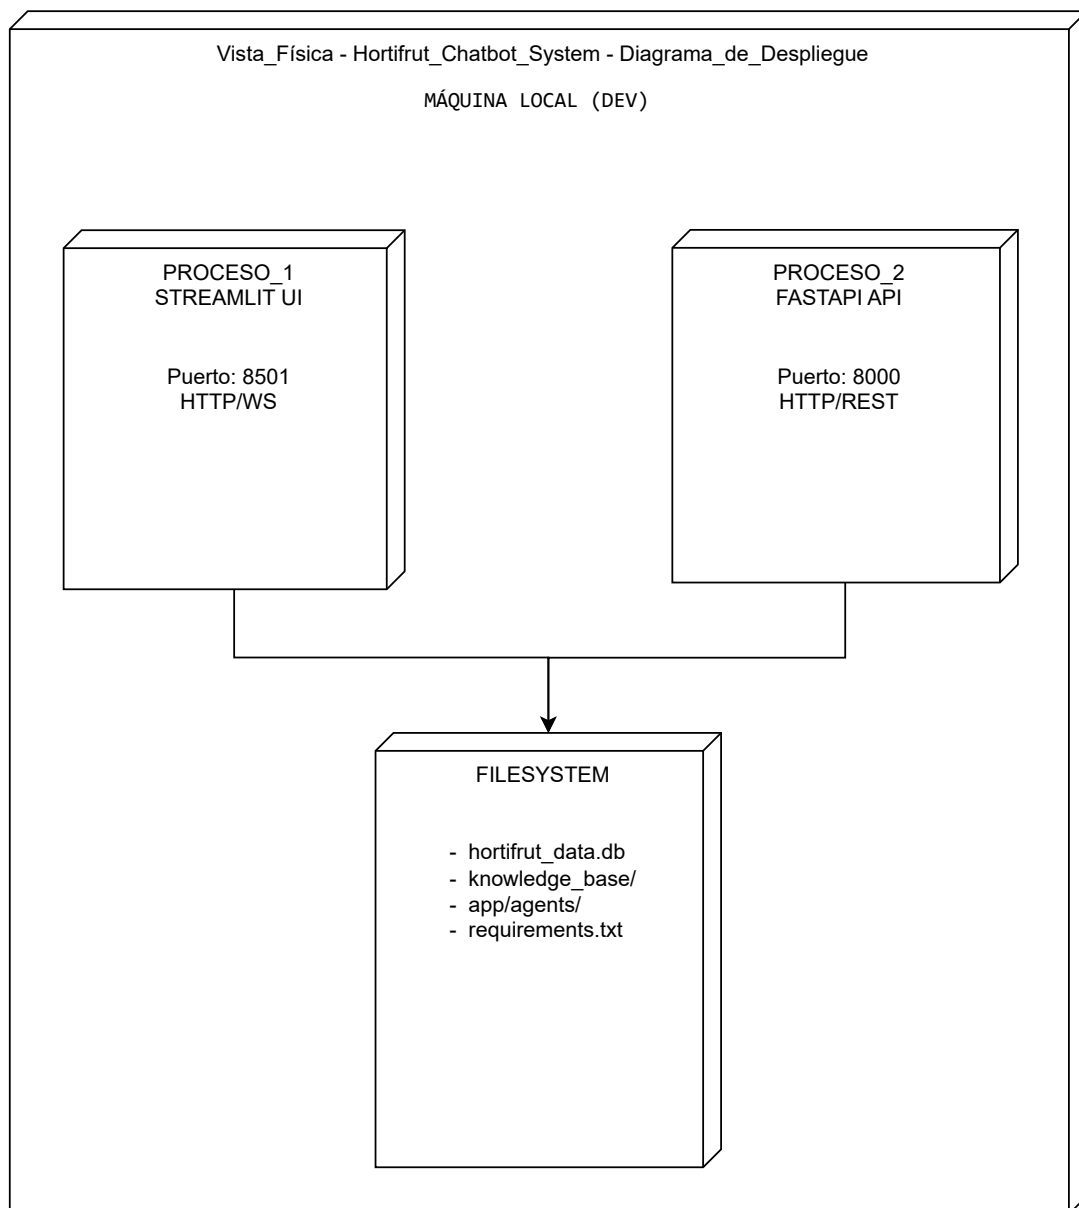 Vista_Física - Hortifrut_Chatbot_System - Diagrama_de_Despliegue
MÁQUINA LOCAL (DEV)
PROCESO_1
STREAMLIT UI
Puerto: 8501
HTTP/WS
PROCESO_2
FASTAPI API
Puerto: 8000
HTTP/REST
FILESYSTEM
- hortifrut_data.db
- knowledge_base/
- app/agents/
- requirements.txt